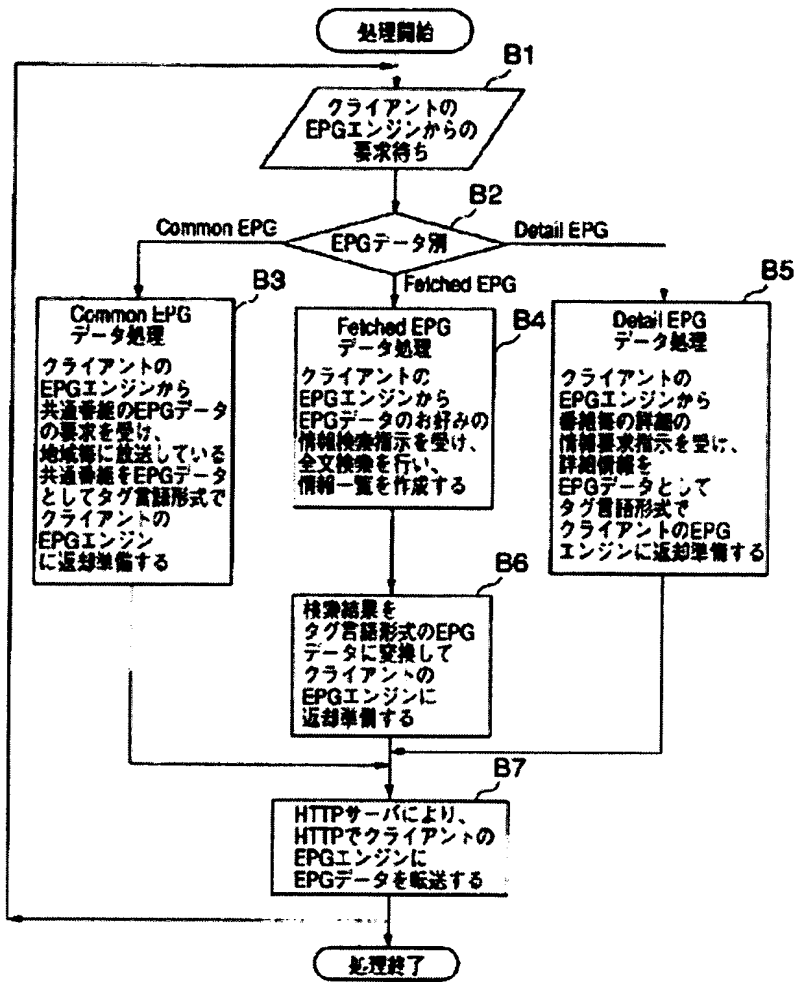 処理開始
B1
クライアントの
EPGエンジンからの
要求待ち
B2
Common EPG
EPGデータ別
Detail EPG
Fetched EPG
B3
Common EPG
データ処理
クライアントの
EPGエンジンから
共通番組のEPGデータ
の要求を受け、
地域毎に放送している
共通番組をEPGデータ
としてタグ言語形式で
クライアントの
EPGエンジン
に返却準備する
B4
Fetched EPG
データ処理
クライアントの
EPGエンジンから
EPGデータのお好みの
情報検索指示を受け、
全文検索を行い、
情報一覧を作成する
B5
Detail EPG
データ処理
クライアントの
EPGエンジンから
番組毎の詳細の
情報要求指示を受け、
詳細情報を
EPGデータとして
タグ言語形式で
クライアントのEPG
エンジンに返却準備する
B6
検索結果を
タグ言語形式のEPG
データに変換して
クライアントの
EPGエンジンに
返却準備する
B7
HTTPサーバにより、
HTTPでクライアントの
EPGエンジンに
EPGデータを転送する
処理終了